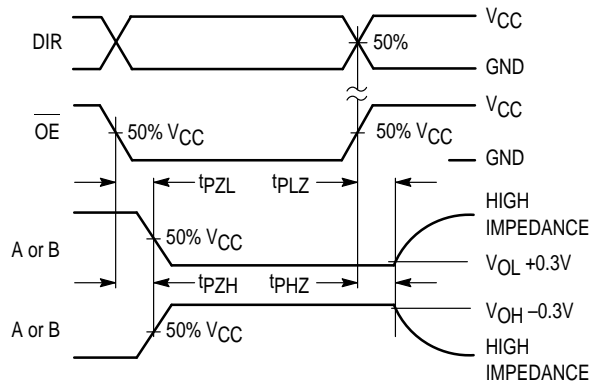 DIR
50%
VCC
GND
OE
50% VCC
50% VCC
VCC
GND
tPZL
tPLZ
HIGH
IMPEDANCE
A or B
50% VCC
VOL +0.3V
tPZH
tPHZ
VOH –0.3V
A or B
50% VCC
HIGH
IMPEDANCE